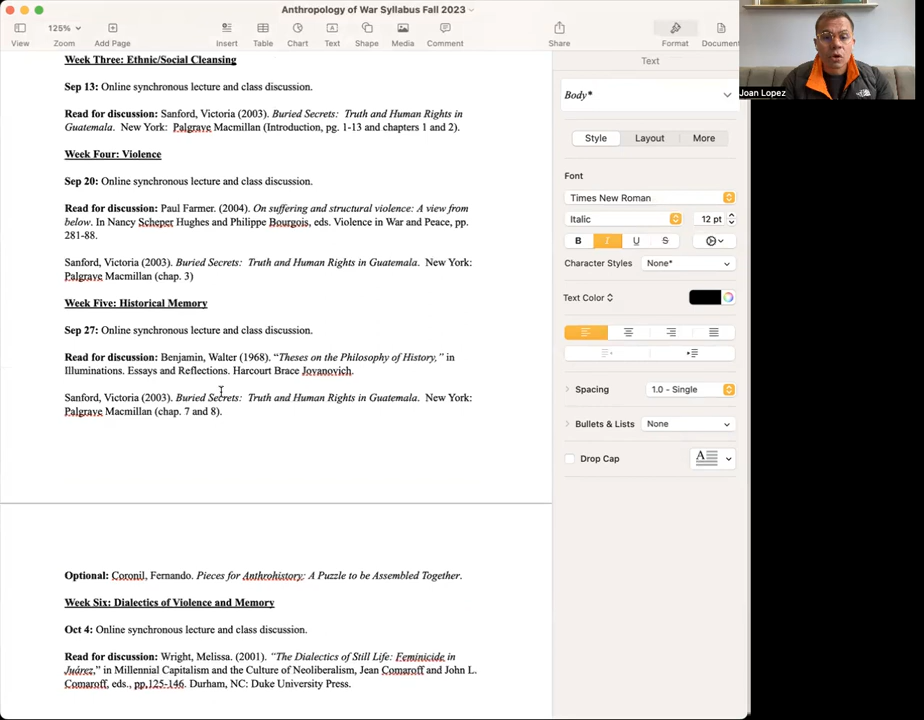 Anthropology of War Syllabus Fall 2023
125%
View
Zoom
Add Page
Insert
Table
Chart
Text
Shape
Media
Comment
Share
Format
Document
Joan Lopez
Week Three: Ethnic/Social Cleansing
Sep 13: Online synchronous lecture and class discussion.
Read for discussion: Sanford, Victoria (2003). Buried Secrets: Truth and Human Rights in
Guatemala. New York: Palgrave Macmillan (Introduction, pg. 1-13 and chapters 1 and 2).
Week Four: Violence
Sep 20: Online synchronous lecture and class discussion.
Read for discussion: Paul Farmer. (2004). On suffering and structural violence: A view from
below. In Nancy Scheper Hughes and Philippe Bourgois, eds. Violence in War and Peace, pp.
281-88.
Sanford, Victoria (2003). Buried Secrets: Truth and Human Rights in Guatemala. New York:
Palgrave Macmillan (chap. 3)
Week Five: Historical Memory
Sep 27: Online synchronous lecture and class discussion.
Read for discussion: Benjamin, Walter (1968). “Theses on the Philosophy of History,” in
Illuminations. Essays and Reflections. Harcourt Brace Jovanovich.
Sanford, Victoria (2003). Buried Secrets: Truth and Human Rights in Guatemala. New York:
Palgrave Macmillan (chap. 7 and 8).
Optional: Coronil, Fernando. Pieces for Anthrohistory: A Puzzle to be Assembled Together.
Week Six: Dialectics of Violence and Memory
Oct 4: Online synchronous lecture and class discussion.
Read for discussion: Wright, Melissa. (2001). “The Dialectics of Still Life: Feminicide in
Juárez,” in Millennial Capitalism and the Culture of Neoliberalism, Jean Comaroff and John L.
Comaroff, eds., pp.125-146. Durham, NC: Duke University Press.
Text
Body*
Style
Layout
More
Font
Times New Roman
Italic
12 pt
B
I
U
S
Character Styles
None*
Text Color
Spacing
1.0 - Single
Bullets & Lists
None
Drop Cap
A